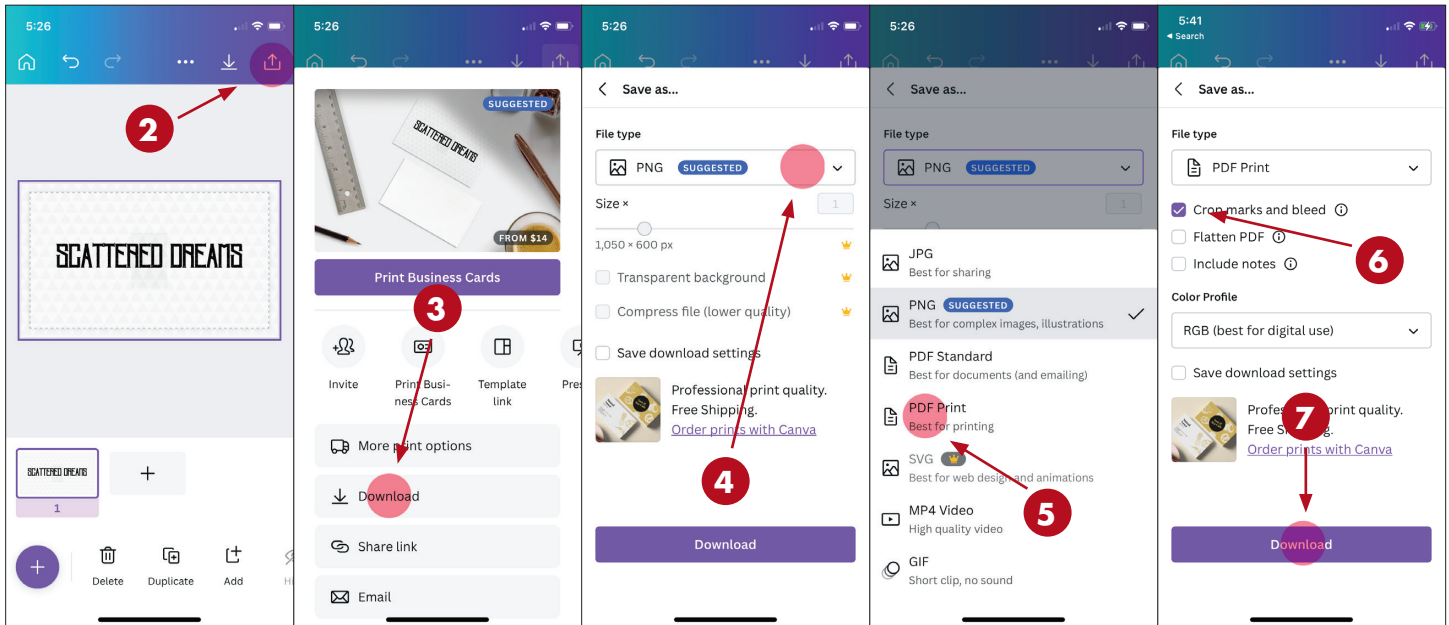 5:26
2
SCATTERED DREAMS
SCATTERED DREAMS
1
Delete
Duplicate
Add
5:26
SUGGESTED
SCATTERED DREAMS
FROM $14
Print Business Cards
3
Invite
Print Busi-
ness Cards
Template
link
Pre
More print options
Download
Share link
Email
5:26
Save as...
File type
PNG SUGGESTED
Size × 1
1,050 × 600 px
Transparent background
Compress file (lower quality)
Save download settings
Professional print quality.
Free Shipping.
Order prints with Canva
4
Download
5:26
Save as...
File type
PNG SUGGESTED
Size × 1
JPG
Best for sharing
PNG SUGGESTED
Best for complex images, illustrations
PDF Standard
Best for documents (and emailing)
PDF Print
Best for printing
SVG
Best for web design and animations
5
MP4 Video
High quality video
GIF
Short clip, no sound
5:41
Search
Save as...
File type
PDF Print
Crop marks and bleed
Flatten PDF
Include notes
6
Color Profile
RGB (best for digital use)
Save download settings
Professional print quality.
Free Shipping.
Order prints with Canva
7
Download